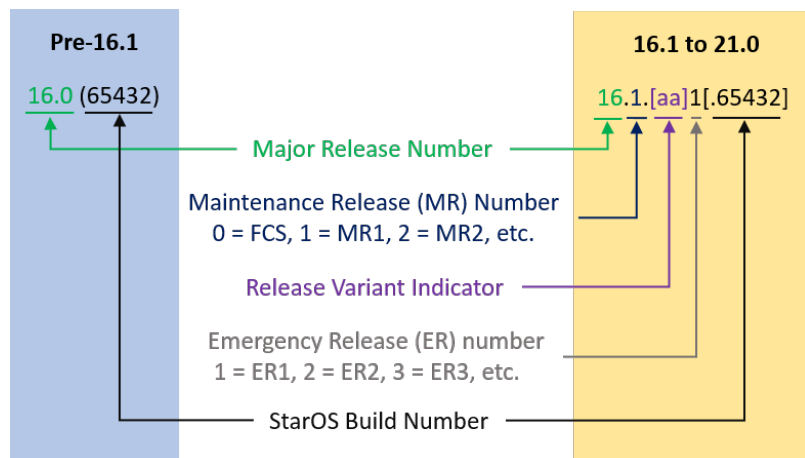 Pre-16.1
16.1 to 21.0
16.0 (65432)
16.1.[aa]1[.65432]
Major Release Number
Maintenance Release (MR) Number
0 = FCS, 1 = MR1, 2 = MR2, etc.
Release Variant Indicator
Emergency Release (ER) number
1 = ER1, 2 = ER2, 3 = ER3, etc.
StarOS Build Number